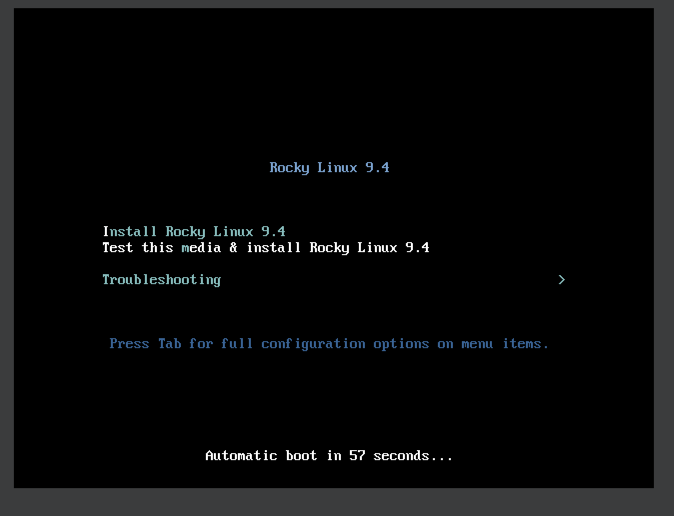 Rocky Linux 9.4
Install Rocky Linux 9.4
Test this media & install Rocky Linux 9.4
Troubleshooting >
Press Tab for full configuration options on menu items.
Automatic boot in 57 seconds...